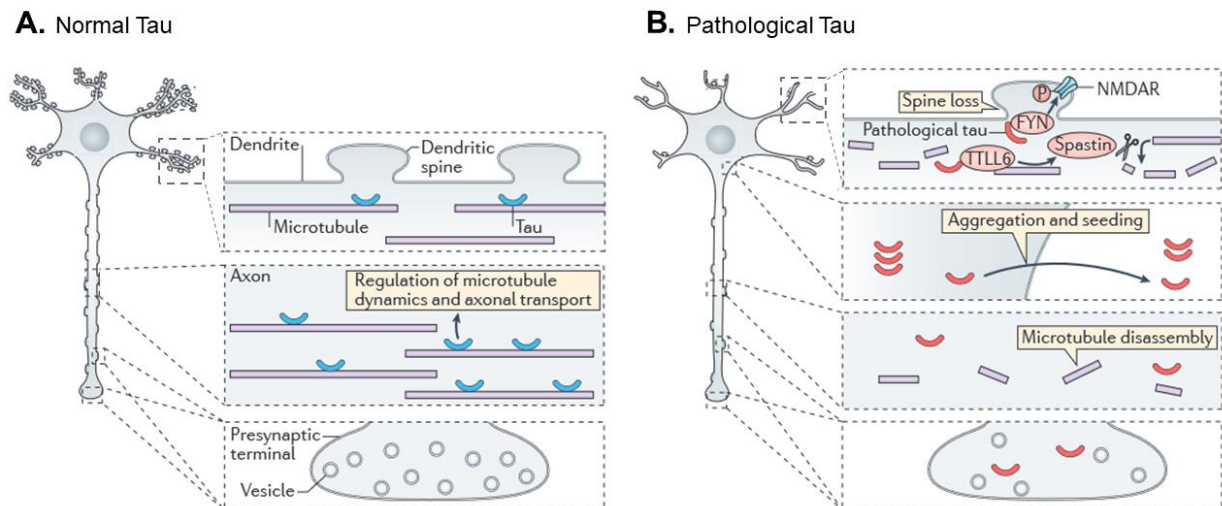 A. Normal Tau
Dendrite
Dendritic
spine
Microtubule
Tau
Axon
Regulation of microtubule
dynamics and axonal transport
Presynaptic
terminal
Vesicle
B. Pathological Tau
Spine loss
P
NMDAR
FYN
Pathological tau
Spastin
TTLL6
Aggregation and seeding
Microtubule disassembly